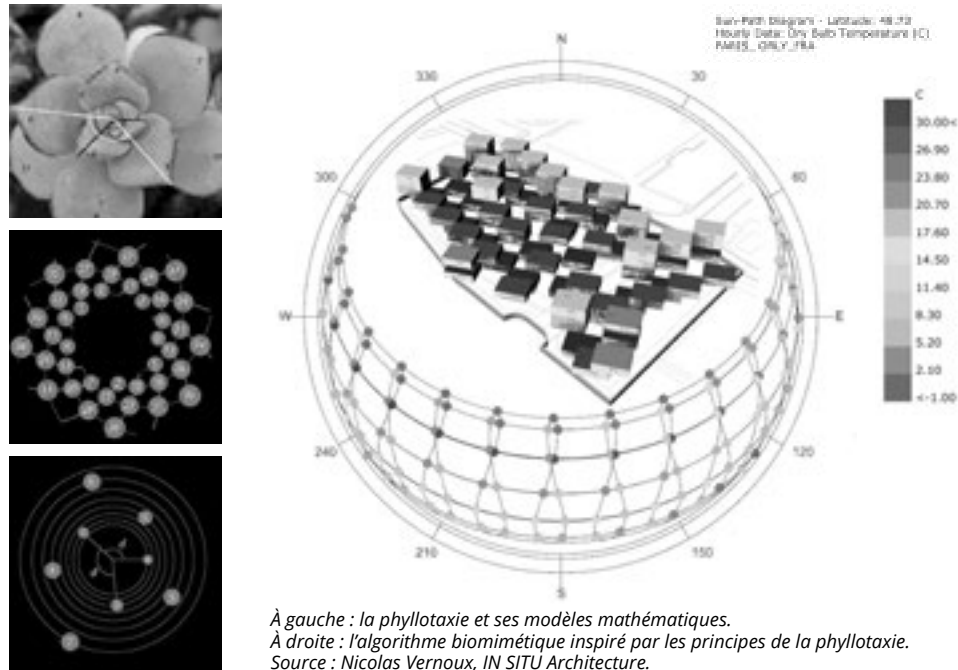 Sun-Path Diagram - Latitude: 48.73
Hourly Data: Dry Bulb Temperature (C)
PARIS_ORLY_FRA
N
330
30
C
30.00<
26.90
300
60
23.80
20.70
17.60
14.50
11.40
W
E
8.30
5.20
2.10
<-1.00
240
120
210
150
S
À gauche : la phyllotaxie et ses modèles mathématiques.
À droite : l’algorithme biomimétique inspiré par les principes de la phyllotaxie.
Source : Nicolas Vernoux, IN SITU Architecture.